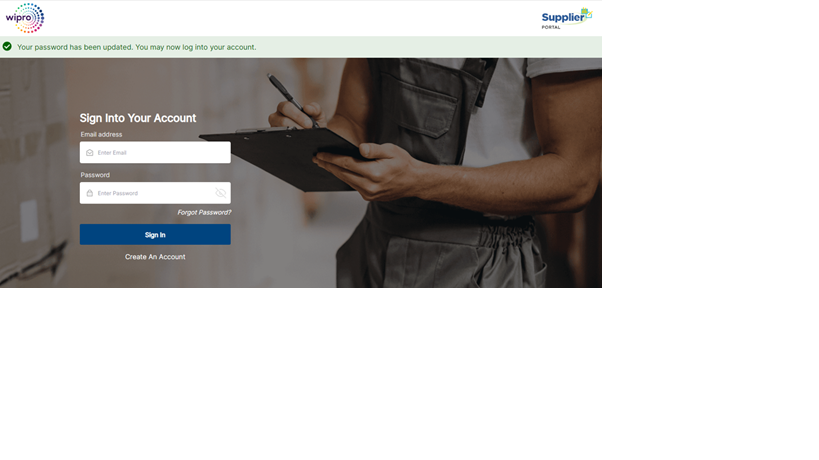 wipro
Supplier
PORTAL
Your password has been updated. You may now log into your account.
Sign Into Your Account
Email address
Enter Email
Password
Enter Password
Forgot Password?
Sign In
Create An Account